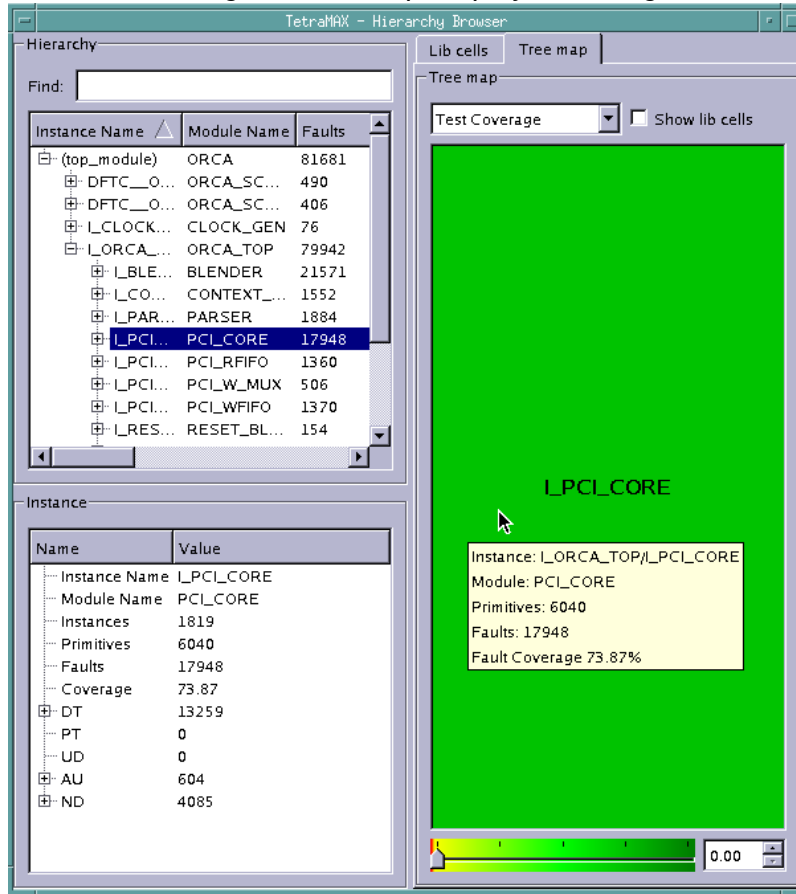 TetraMAX - Hierarchy Browser
Hierarchy
Find:
Instance Name Module Name Faults
(top_module) ORCA 81681
DFTC__O... ORCA_SC... 490
DFTC__O... ORCA_SC... 406
I_CLOCK... CLOCK_GEN 76
I_ORCA_... ORCA_TOP 79942
I_BLE... BLENDER 21571
I_CO... CONTEXT_... 1552
I_PAR... PARSER 1884
I_PCI... PCI_CORE 17948
I_PCI... PCI_RFIFO 1360
I_PCI... PCI_W_MUX 506
I_PCI... PCI_WFIFO 1370
I_RES... RESET_BL... 154
Instance
Name Value
Instance Name I_PCI_CORE
Module Name PCI_CORE
Instances 1819
Primitives 6040
Faults 17948
Coverage 73.87
DT 13259
PT 0
UD 0
AU 604
ND 4085
Lib cells Tree map
Tree map
Test Coverage Show lib cells
I_PCI_CORE
Instance: I_ORCA_TOP/I_PCI_CORE
Module: PCI_CORE
Primitives: 6040
Faults: 17948
Fault Coverage 73.87%
0.00